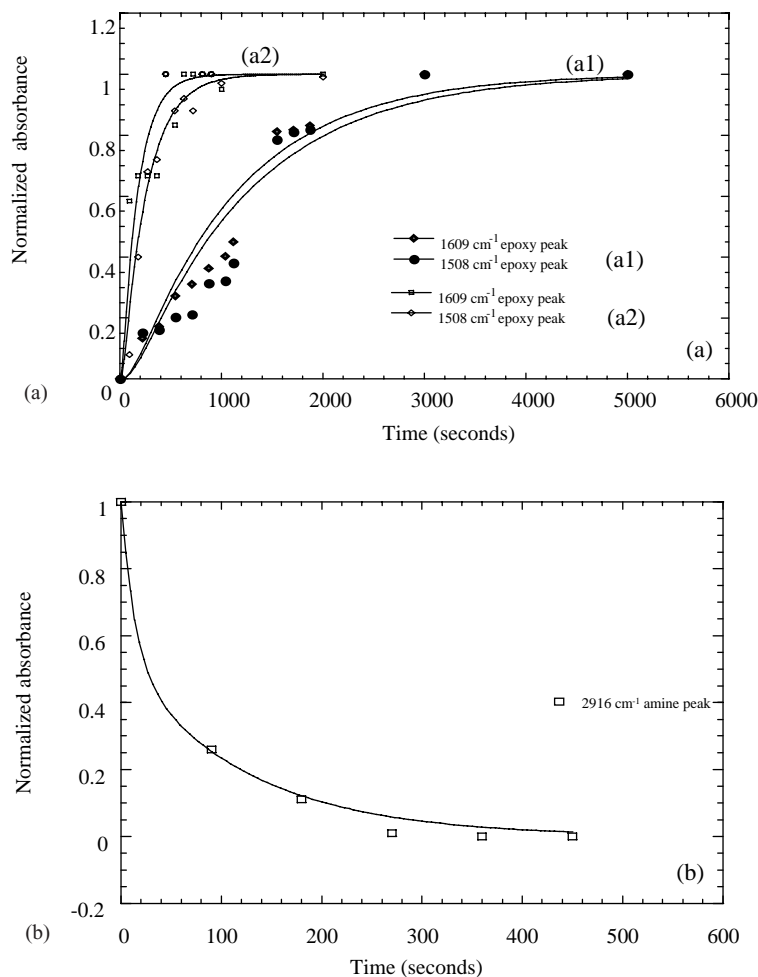 1.2
(a2)
(a1)
1
0.8
Normalized absorbance
0.6
1609 cm-1 epoxy peak
1508 cm-1 epoxy peak
(a1)
0.4
1609 cm-1 epoxy peak
1508 cm-1 epoxy peak
(a2)
0.2
(a)
0
(a)
0 1000 2000 3000 4000 5000 6000
Time (seconds)
1
0.8
Normalized absorbance
0.6
0.4
2916 cm-1 amine peak
0.2
0
(b)
-0.2
(b)
0 100 200 300 400 500 600
Time (seconds)